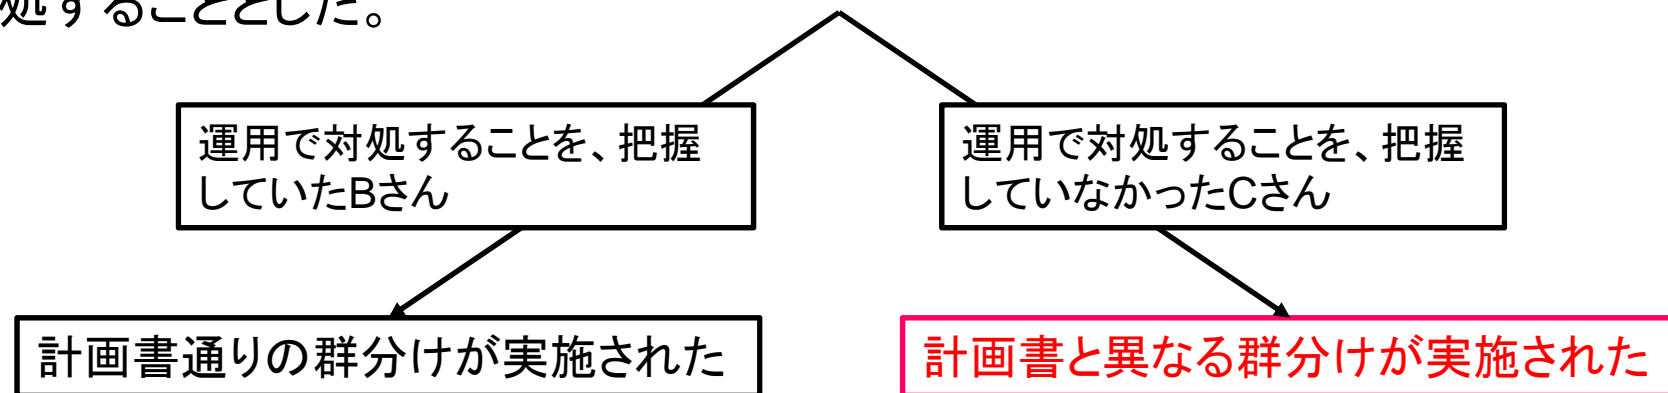 処することとした。
運用で対処することを、把握
していたBさん
運用で対処することを、把握
していなかったCさん
計画書通りの群分けが実施された
計画書と異なる群分けが実施された